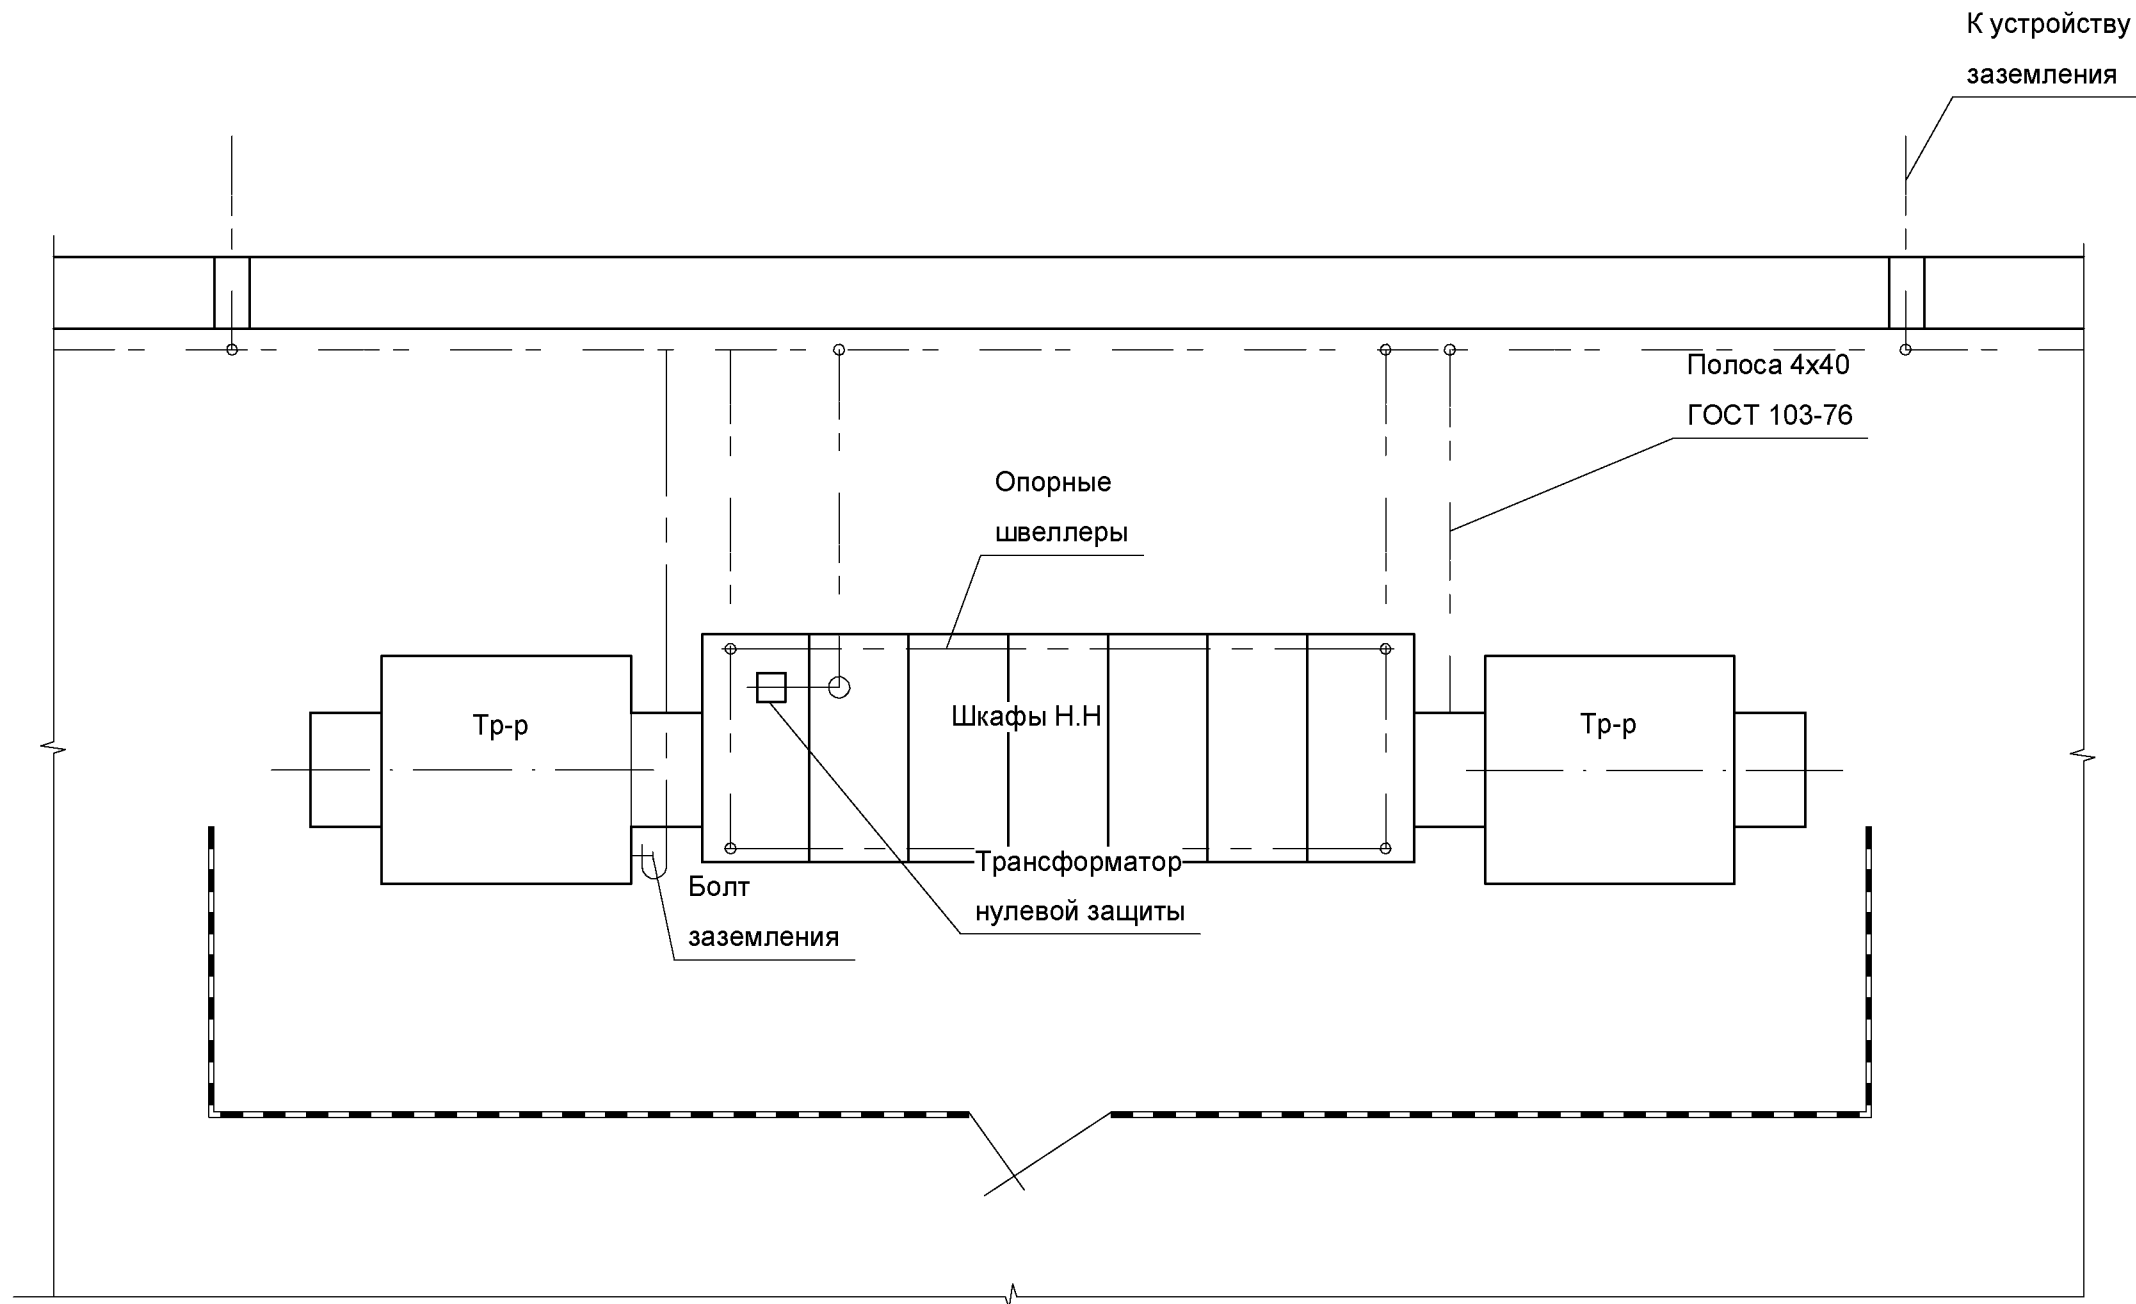 К устройству
заземления
Полоса 4х40
ГОСТ 103-76
Опорные
швеллеры
Тр-р
Шкафы Н.Н
Тр-р
Трансформатор
нулевой защиты
Болт
заземления